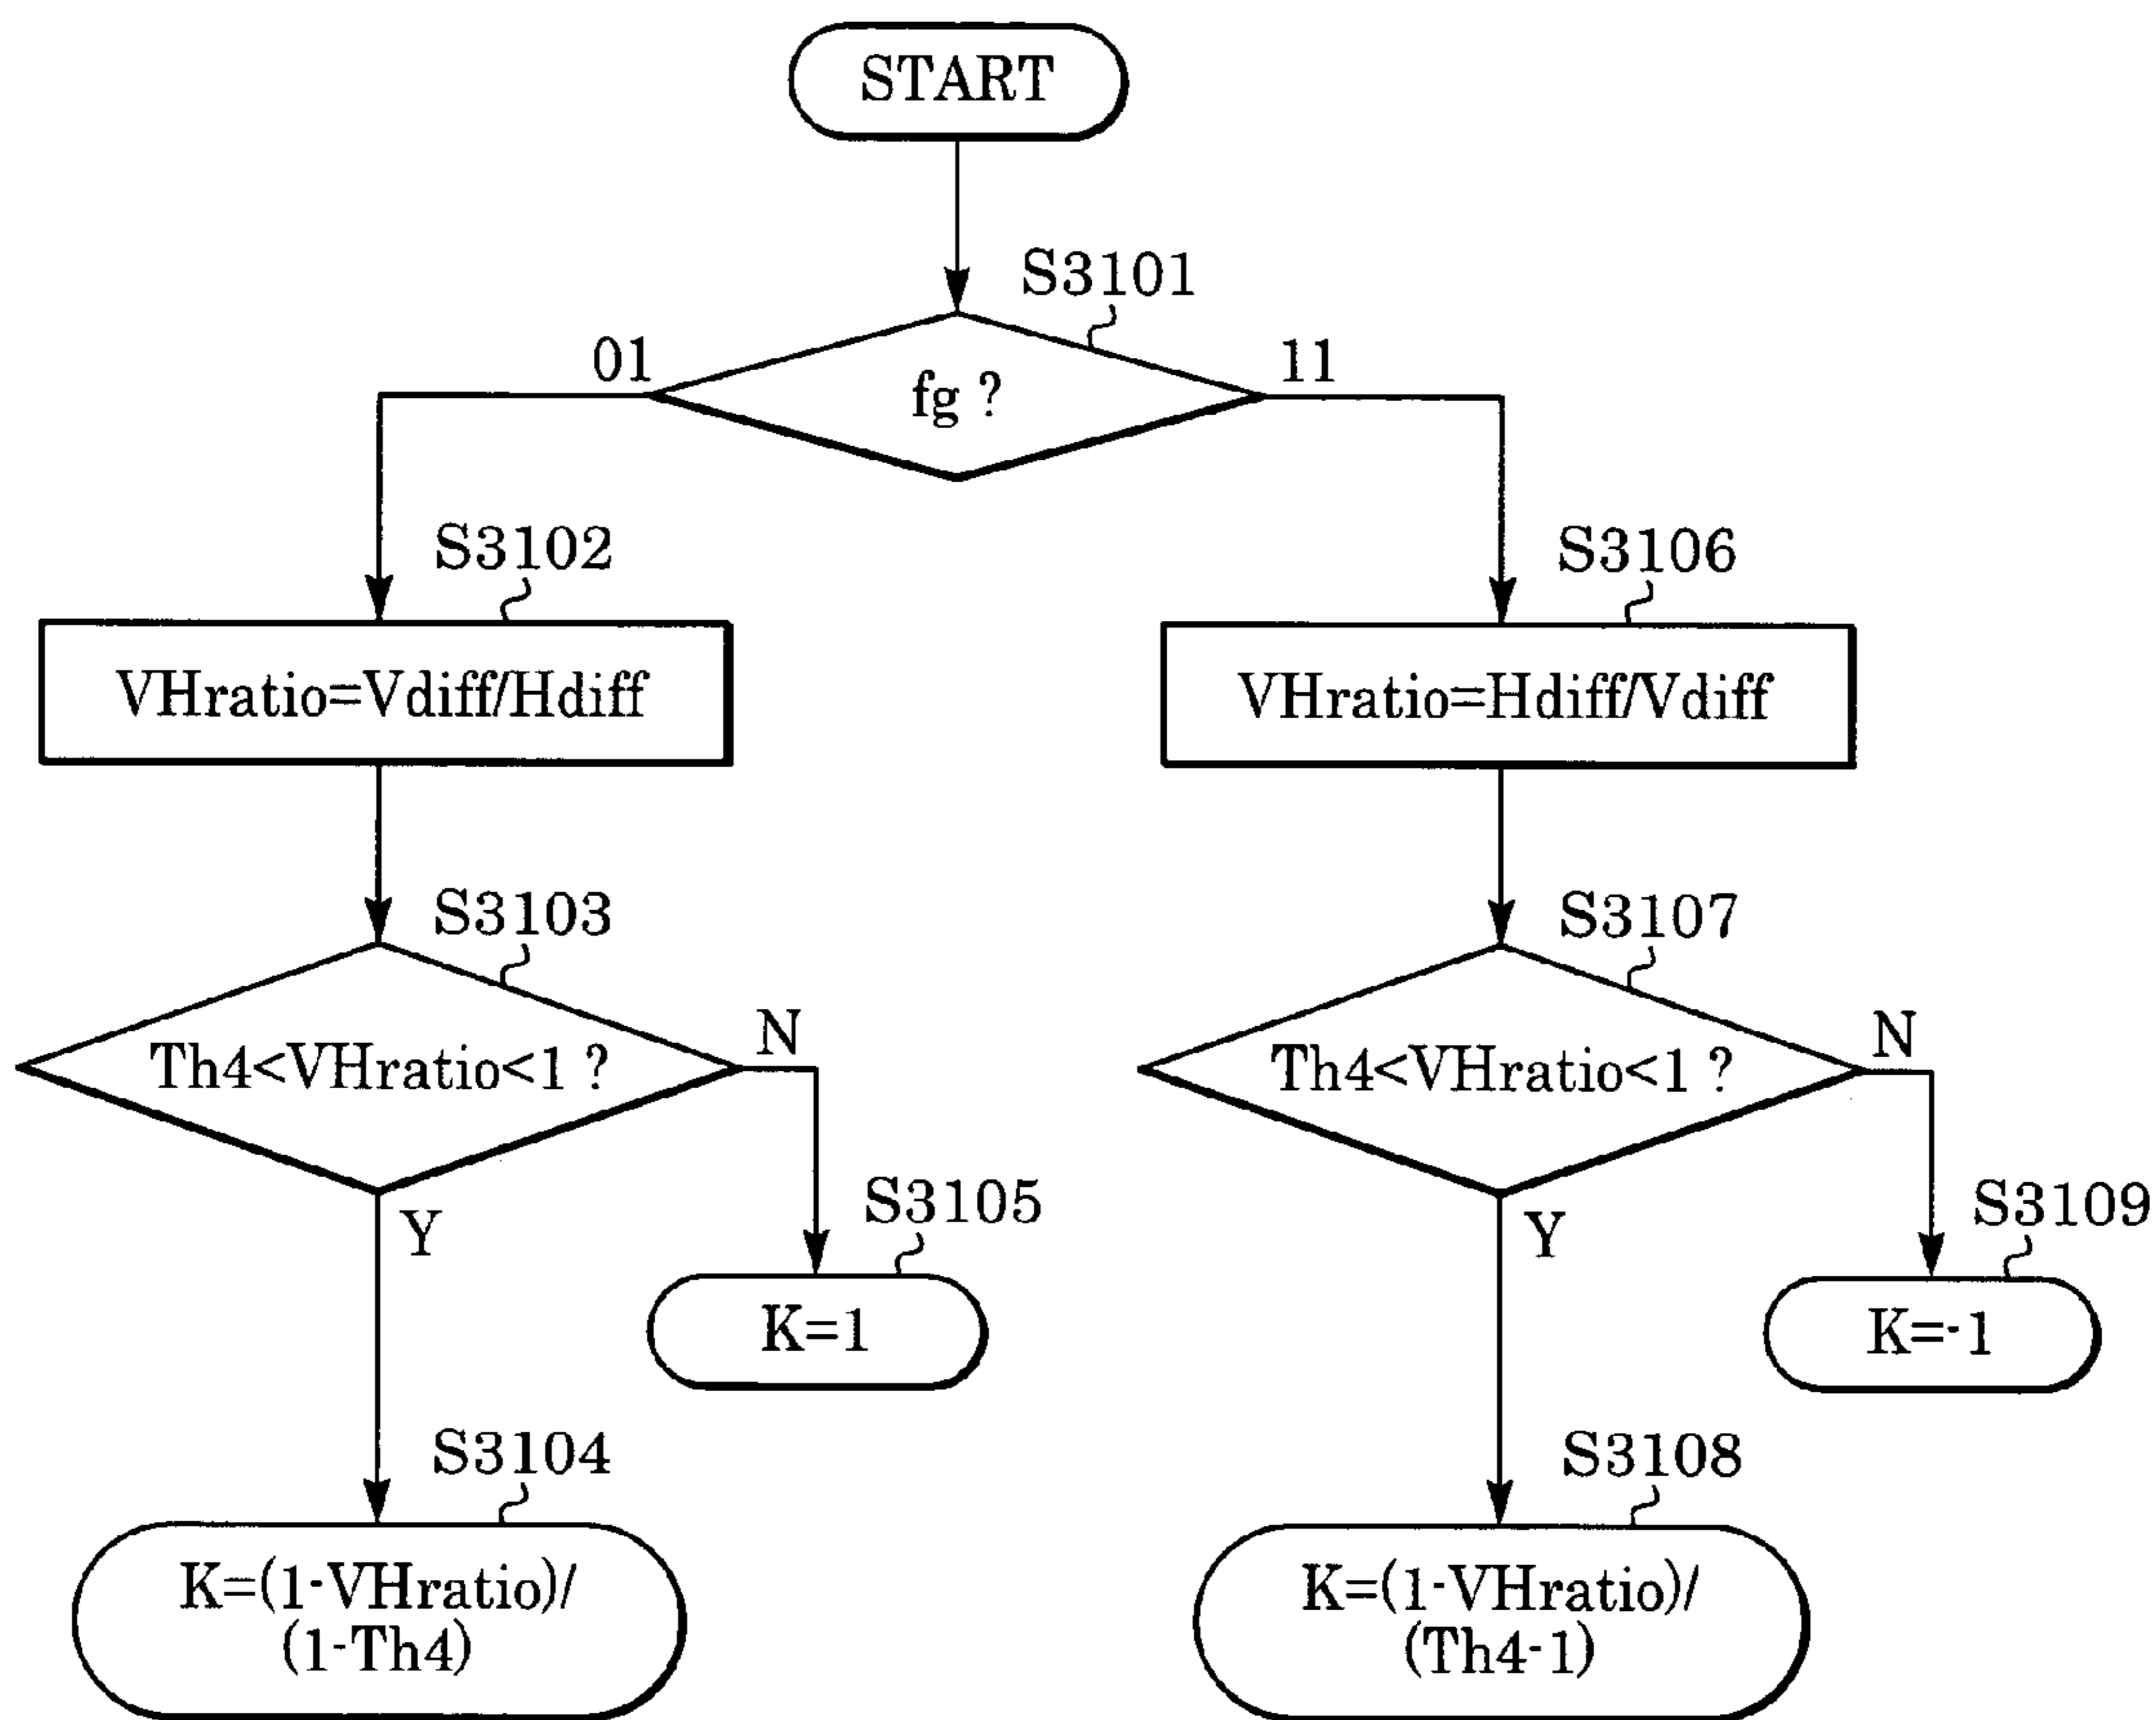 START
S3101
01
fg ?
11
S3102
VHratio=Vdiff/Hdiff
S3106
VHratio=Hdiff/Vdiff
S3103
Th4<VHratio<1 ?
N
Y
S3107
Th4<VHratio<1 ?
N
Y
S3105
K=1
S3109
K=-1
S3104
K=(1-VHratio)/
(1-Th4)
S3108
K=(1-VHratio)/
(Th4-1)